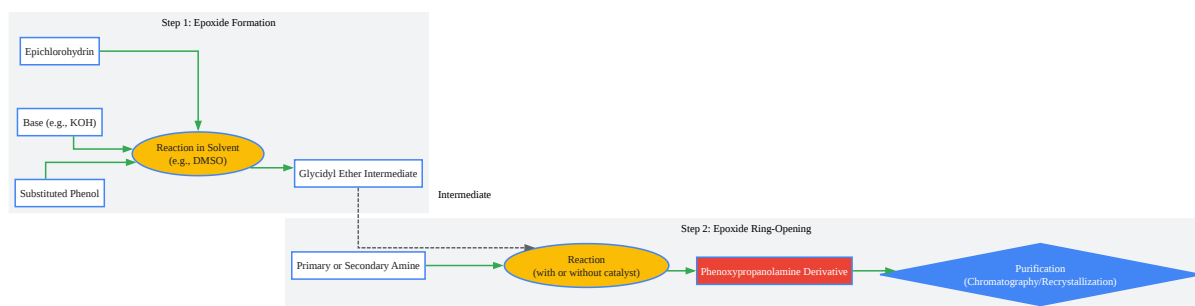 Step 1: Epoxide Formation
Epichlorohydrin
Base (e.g., KOH)
Reaction in Solvent
(e.g., DMSO)
Substituted Phenol
Glycidyl Ether Intermediate
Intermediate
Step 2: Epoxide Ring-Opening
Primary or Secondary Amine
Reaction
(with or without catalyst)
Phenoxypropanolamine Derivative
Purification
(Chromatography/Recrystallization)